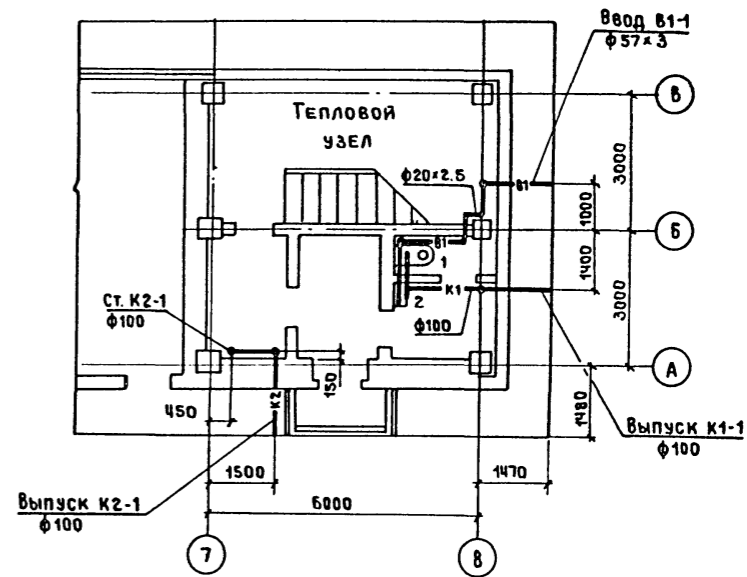 Ввод В1-1
ф57×3
В
Тепловой
узел
ф20×2.5
В1
3000
1000
Б
В1
1
1400
К1
2
3000
Ст. К2-1
ф100
ф100
А
150
К2
450
1480
Выпуск К1-1
ф100
1500
1470
Выпуск К2-1
ф100
6000
7
8